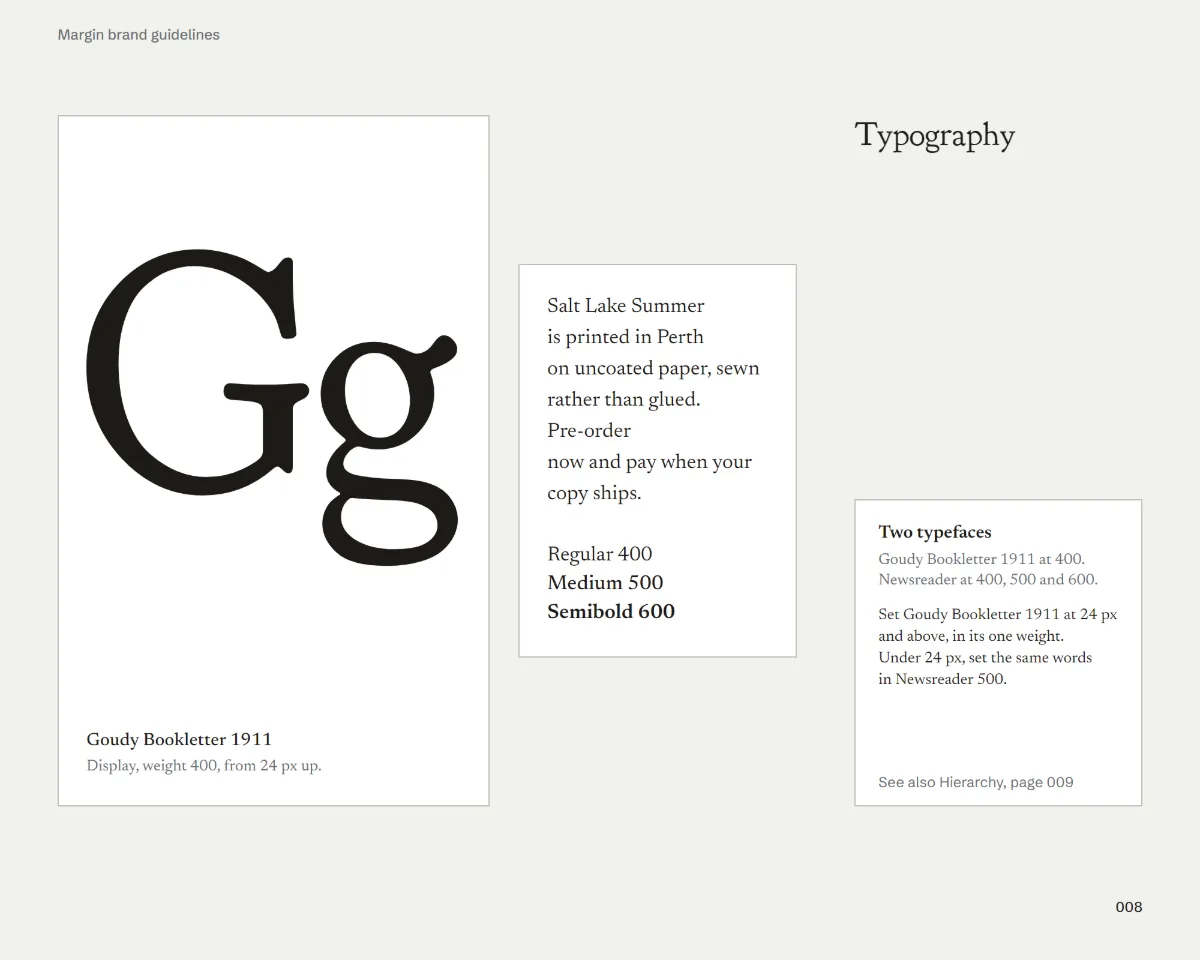 Margin brand guidelines
Typography
Gg
Goudy Bookletter 1911
Display, weight 400, from 24 px up.
Salt Lake Summer
is printed in Perth
on uncoated paper, sewn
rather than glued.
Pre-order
now and pay when your
copy ships.
Regular 400
Medium 500
Semibold 600
Two typefaces
Goudy Bookletter 1911 at 400.
Newsreader at 400, 500 and 600.
Set Goudy Bookletter 1911 at 24 px
and above, in its one weight.
Under 24 px, set the same words
in Newsreader 500.
See also Hierarchy, page 009
008